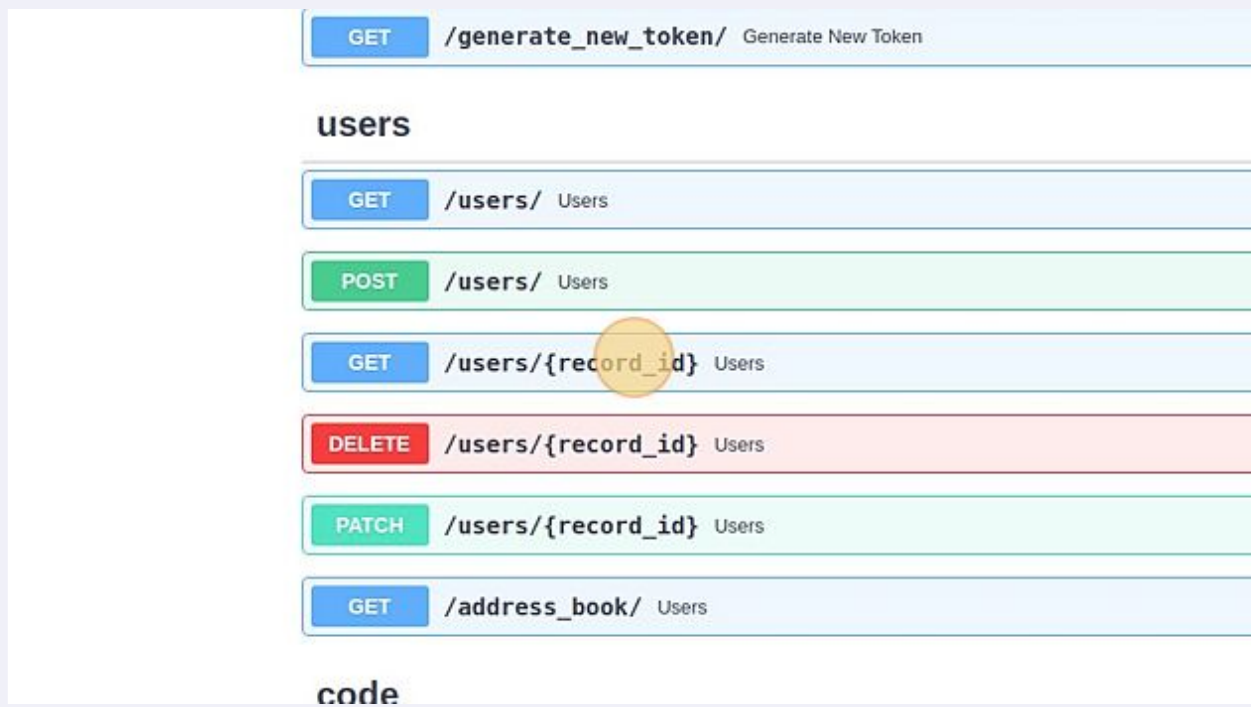 GET /generate_new_token/ Generate New Token
users
GET /users/ Users
POST /users/ Users
GET /users/{record_id} Users
DELETE /users/{record_id} Users
PATCH /users/{record_id} Users
GET /address_book/ Users
code